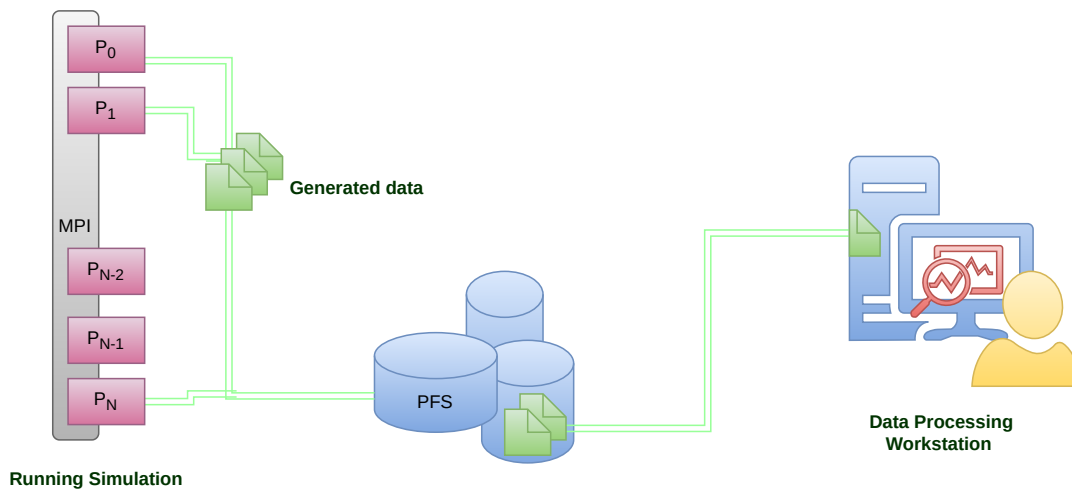 P0
P1
Generated data
MPI
PN-2
PN-1
PN
PFS
Data Processing
Workstation
Running Simulation